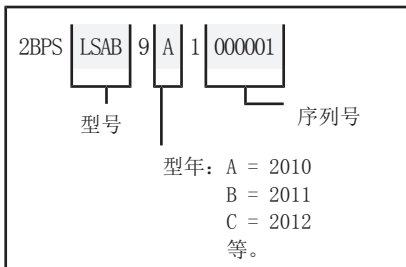 2BPS LSAB 9 A 1 000001
型号
序列号
型年: A = 2010
B = 2011
C = 2012
等。